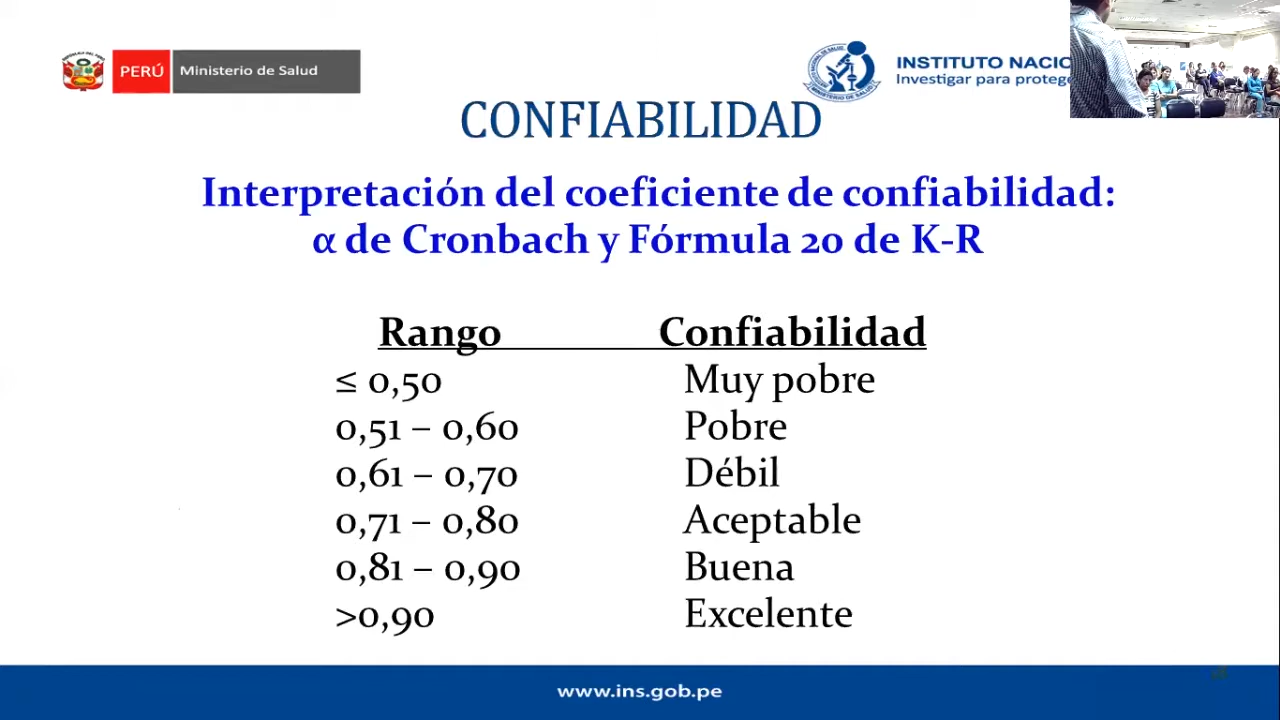 PERÚ
Ministerio de Salud
INSTITUTO NACIO
Investigar para protege
CONFIABILIDAD
Interpretación del coeficiente de confiabilidad:
α de Cronbach y Fórmula 20 de K-R
Rango Confiabilidad
≤ 0,50 Muy pobre
0,51 – 0,60 Pobre
0,61 – 0,70 Débil
0,71 – 0,80 Aceptable
0,81 – 0,90 Buena
>0,90 Excelente
www.ins.gob.pe